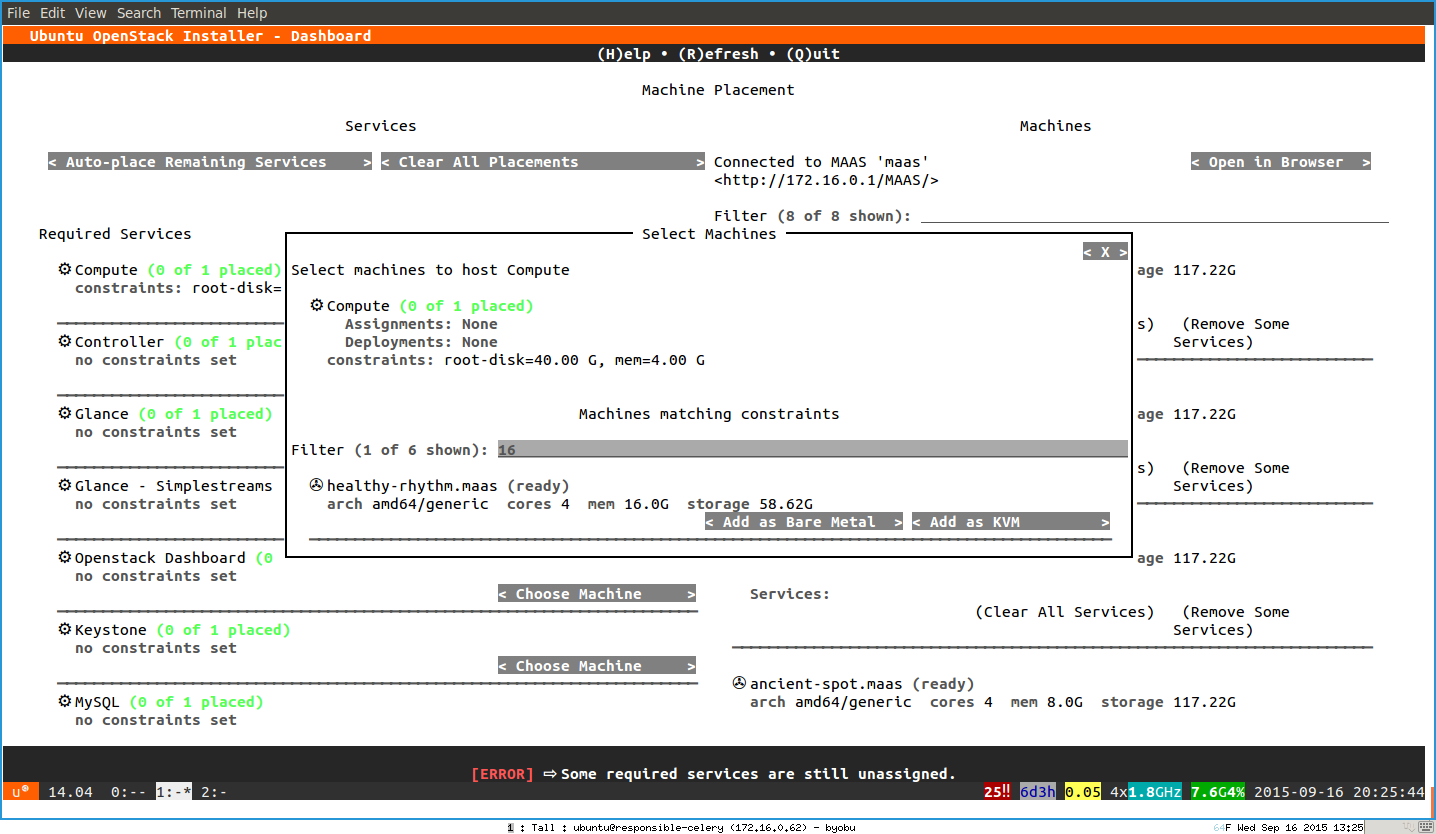 File Edit View Search Terminal Help
Ubuntu OpenStack Installer - Dashboard
(H)elp • (R)efresh • (Q)uit
Machine Placement
Services
Machines
< Auto-place Remaining Services >
< Clear All Placements >
Connected to MAAS 'maas'
<http://172.16.0.1/MAAS/>
< Open in Browser >
Filter (8 of 8 shown):
Required Services
Select Machines
< X >
Select machines to host Compute
Compute (0 of 1 placed)
Assignments: None
Deployments: None
constraints: root-disk=40.00 G, mem=4.00 G
Machines matching constraints
Filter (1 of 6 shown): 16
healthy-rhythm.maas (ready)
arch amd64/generic cores 4 mem 16.0G storage 58.62G
< Add as Bare Metal >
< Add as KVM >
Compute (0 of 1 placed)
constraints: root-disk=
Controller (0 of 1 plac
no constraints set
Glance (0 of 1 placed)
no constraints set
Glance - Simplestreams
no constraints set
Openstack Dashboard (0
no constraints set
< Choose Machine >
Keystone (0 of 1 placed)
no constraints set
< Choose Machine >
MySQL (0 of 1 placed)
no constraints set
age 117.22G
s) (Remove Some
Services)
age 117.22G
s) (Remove Some
Services)
age 117.22G
Services:
(Clear All Services) (Remove Some
Services)
ancient-spot.maas (ready)
arch amd64/generic cores 4 mem 8.0G storage 117.22G
[ERROR] ⇨ Some required services are still unassigned.
u® 14.04 0:-- 1:-* 2:- 25!! 6d3h 0.05 4x1.8GHz 7.6G4% 2015-09-16 20:25:44
1 : Tall : ubuntu@responsible-celery (172.16.0.62) - byobu
64F Wed Sep 16 2015 13:25